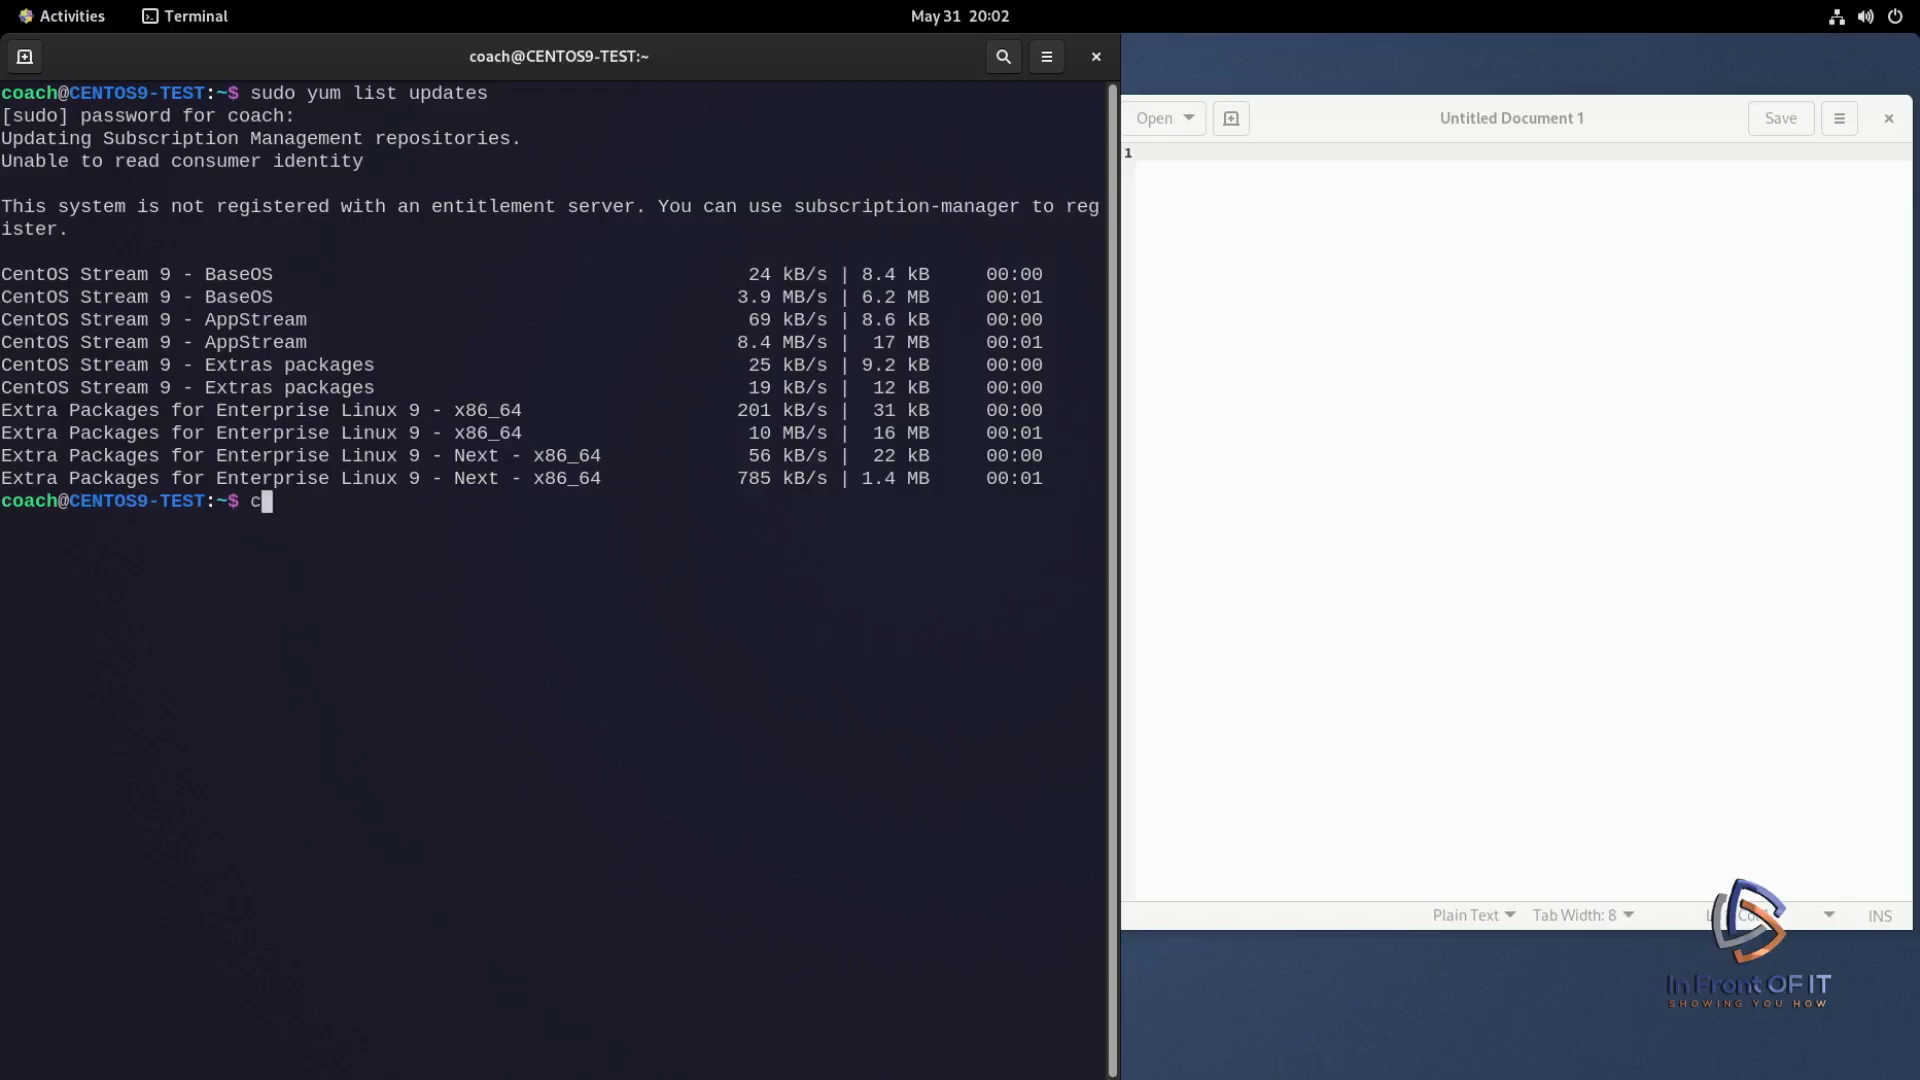 Activities Terminal May 31 20:02
coach@CENTOS9-TEST:~
coach@CENTOS9-TEST:~$ sudo yum list updates
[sudo] password for coach:
Updating Subscription Management repositories.
Unable to read consumer identity
This system is not registered with an entitlement server. You can use subscription-manager to reg
ister.
CentOS Stream 9 - BaseOS 24 kB/s | 8.4 kB 00:00
CentOS Stream 9 - BaseOS 3.9 MB/s | 6.2 MB 00:01
CentOS Stream 9 - AppStream 69 kB/s | 8.6 kB 00:00
CentOS Stream 9 - AppStream 8.4 MB/s | 17 MB 00:01
CentOS Stream 9 - Extras packages 25 kB/s | 9.2 kB 00:00
CentOS Stream 9 - Extras packages 19 kB/s | 12 kB 00:00
Extra Packages for Enterprise Linux 9 - x86_64 201 kB/s | 31 kB 00:00
Extra Packages for Enterprise Linux 9 - x86_64 10 MB/s | 16 MB 00:01
Extra Packages for Enterprise Linux 9 - Next - x86_64 56 kB/s | 22 kB 00:00
Extra Packages for Enterprise Linux 9 - Next - x86_64 785 kB/s | 1.4 MB 00:01
coach@CENTOS9-TEST:~$ c
Open Untitled Document 1 Save
1
Plain Text Tab Width: 8 INS
In Front OF IT
SHOWING YOU HOW